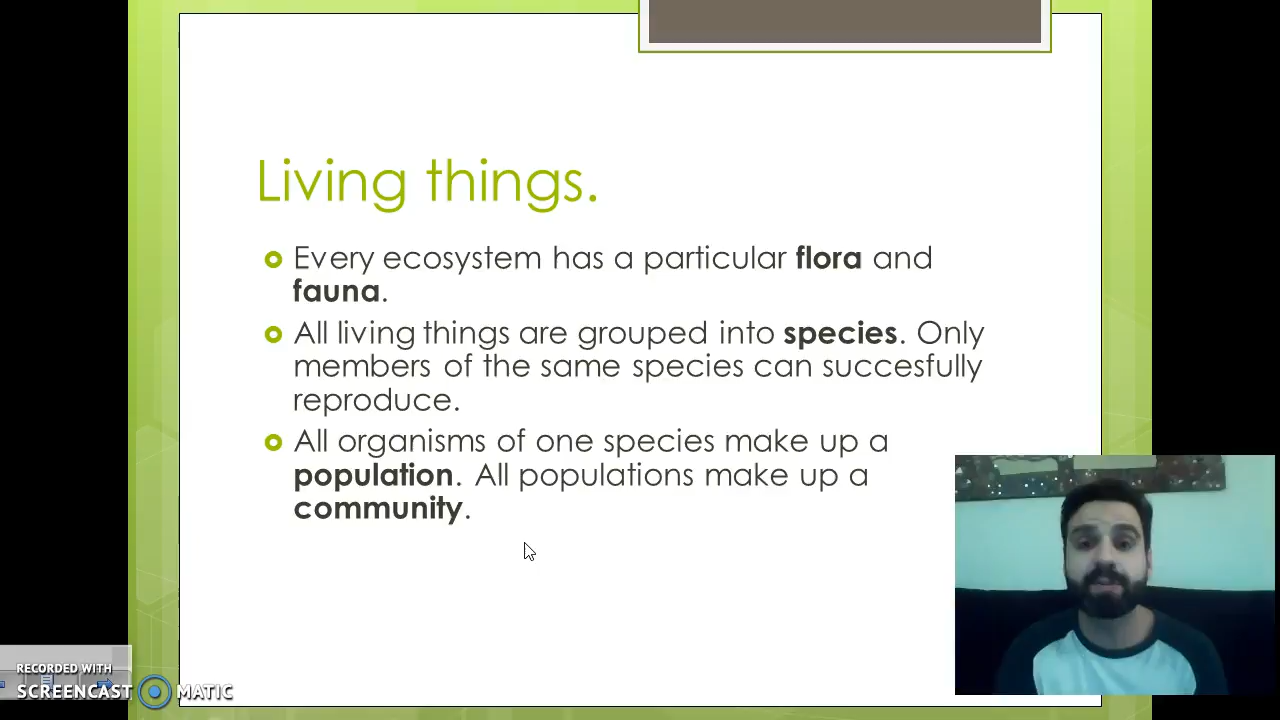 Living things.
Every ecosystem has a particular flora and
fauna.
All living things are grouped into species. Only
members of the same species can succesfully
reproduce.
All organisms of one species make up a
population. All populations make up a
community.
RECORDED WITH
SCREENCAST MATIC